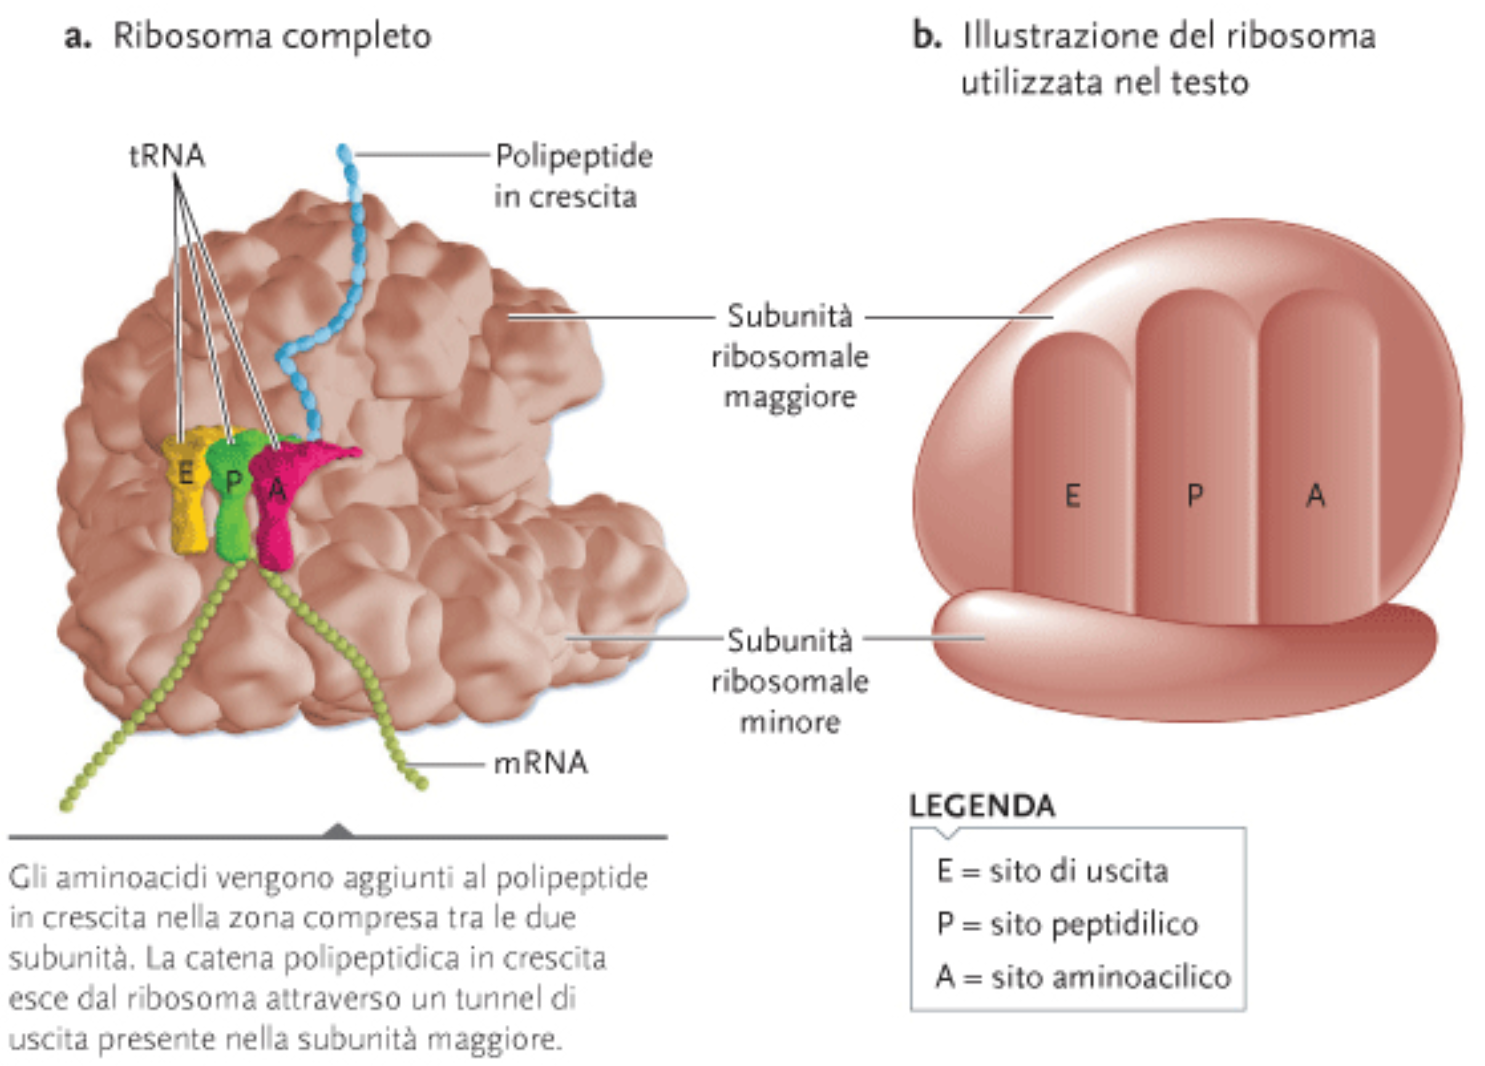 a. Ribosoma completo
b. Illustrazione del ribosoma
utilizzata nel testo
tRNA
Polipeptide
in crescita
Subunità
ribosomale
maggiore
E
P
A
E
P
A
Subunità
ribosomale
minore
mRNA
Gli aminoacidi vengono aggiunti al polipeptide
in crescita nella zona compresa tra le due
subunità. La catena polipeptidica in crescita
esce dal ribosoma attraverso un tunnel di
uscita presente nella subunità maggiore.
LEGENDA
E = sito di uscita
P = sito peptidilico
A = sito aminoacilico